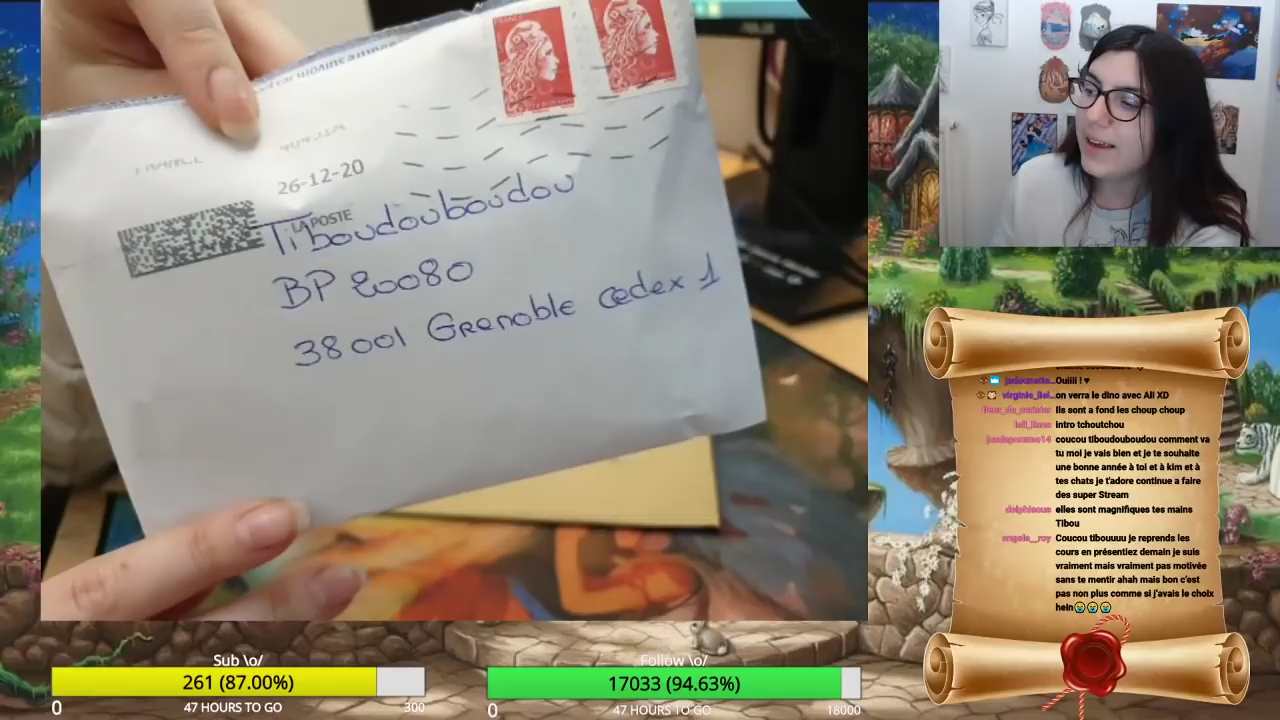 FRANCE
26-12-20
LA POSTE
Tiboudouboudou
BP 20080
38001 Grenoble cedex 1
FRANCE
Ouiiii ! ♥
on verra le dino avec Ali XD
fleur_de_cerisier Ils sont a fond les choup choup
intro tchoutchou
coucou tiboudouboudou comment va
tu moi je vais bien et je te souhaite
une bonne année à toi et à kim et à
tes chats je t'adore continue a faire
des super Stream
delphisous elles sont magnifiques tes mains
Tibou
angele__roy Coucou tibouuuu je reprends les
cours en présentiez demain je suis
vraiment mais vraiment pas motivée
sans te mentir ahah mais bon c'est
pas non plus comme si j'avais le choix
hein😭😭😭
Sub \o/
261 (87.00%)
0 47 HOURS TO GO 300
Follow \o/
17033 (94.63%)
0 47 HOURS TO GO 18000